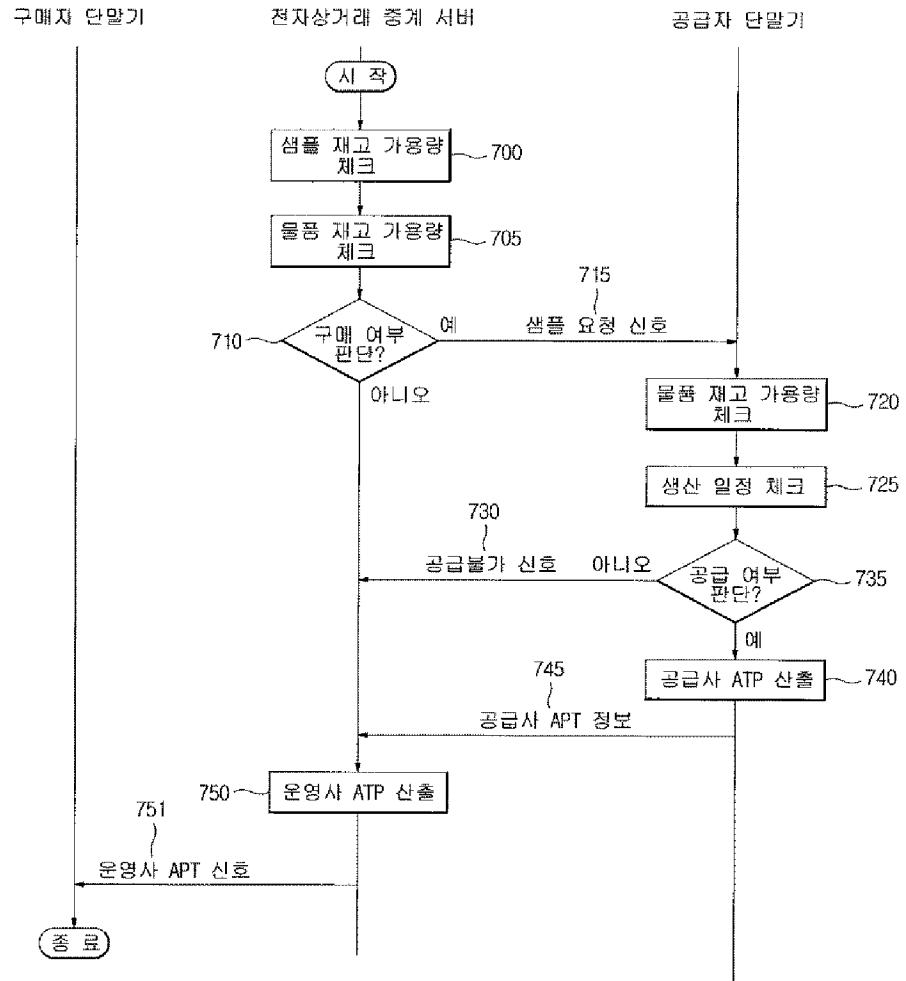 구매자 단말기
전자상거래 중계 서버
공급자 단말기
시 작
샘플 재고 가용량
체크
700
물품 재고 가용량
체크
705
715
710
구매 여부
판단?
예
샘플 요청 신호
아니오
물품 재고 가용량
체크
720
생산 일정 체크
725
730
공급불가 신호
아니오
공급 여부
판단?
735
예
공급사 ATP 산출
740
745
공급사 APT 정보
750
운영사 ATP 산출
751
운영사 APT 신호
종 료